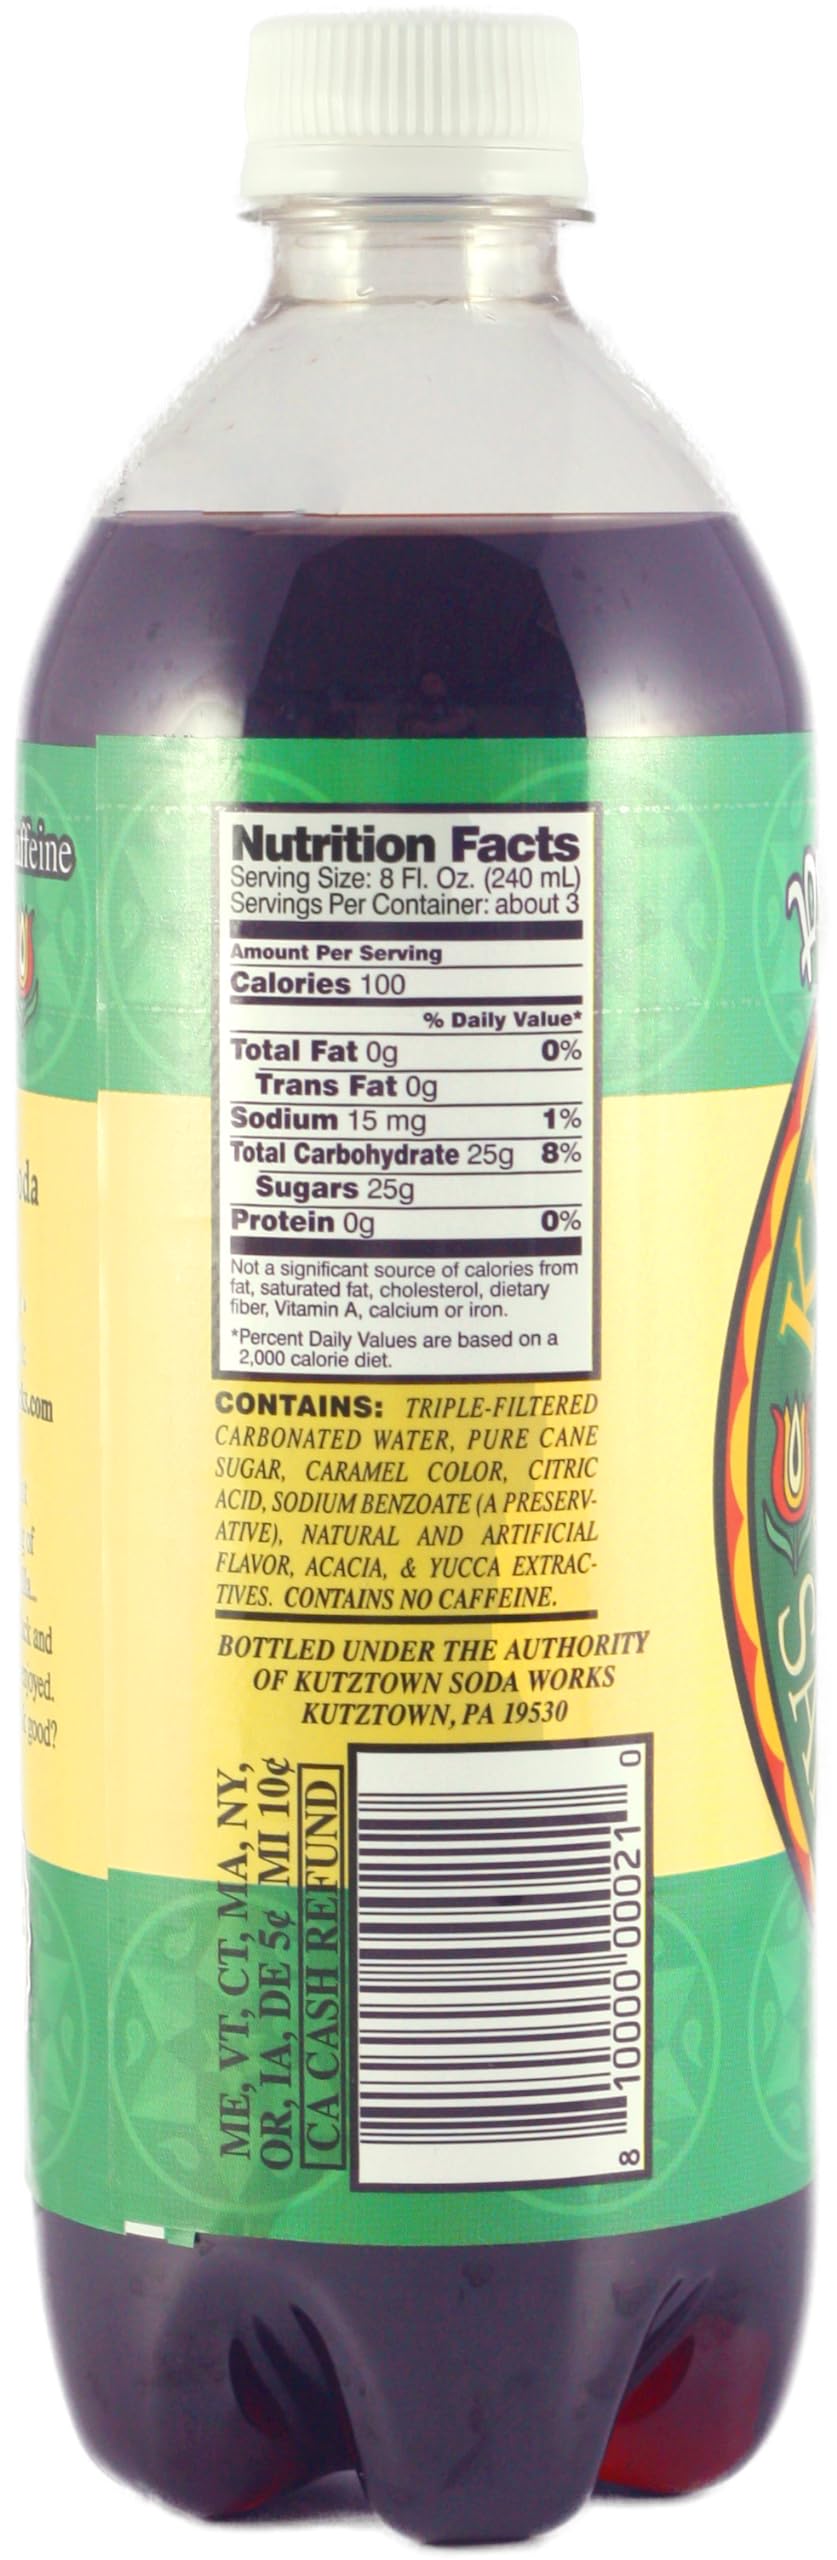 Nutrition Facts
Serving Size: 8 Fl. Oz. (240 mL)
Servings Per Container: about 3
Amount Per Serving
Calories 100
% Daily Value*
Total Fat 0g 0%
Trans Fat 0g
Sodium 15 mg 1%
Total Carbohydrate 25g 8%
Sugars 25g
Protein 0g 0%
Not a significant source of calories from
fat, saturated fat, cholesterol, dietary
fiber, Vitamin A, calcium or iron.
*Percent Daily Values are based on a
2,000 calorie diet.
CONTAINS: TRIPLE-FILTERED
CARBONATED WATER, PURE CANE
SUGAR, CARAMEL COLOR, CITRIC
ACID, SODIUM BENZOATE (A PRESERV-
ATIVE), NATURAL AND ARTIFICIAL
FLAVOR, ACACIA, & YUCCA EXTRAC-
TIVES. CONTAINS NO CAFFEINE.
BOTTLED UNDER THE AUTHORITY
OF KUTZTOWN SODA WORKS
KUTZTOWN, PA 19530
ME, VT, CT, MA, NY,
OR, IA, DE 5¢ MI 10¢
CA CASH REFUND
8 10000 00021 0
affeine
.com
of
and
good?